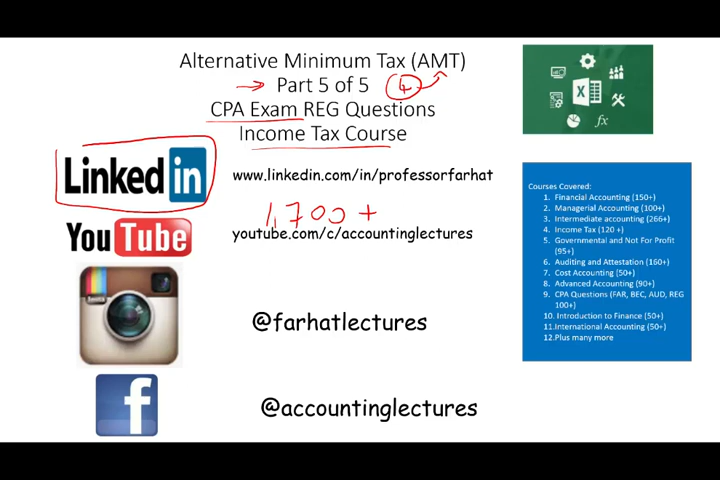 Alternative Minimum Tax (AMT)
Part 5 of 5 4
CPA Exam REG Questions
Income Tax Course
Linked in
www.linkedin.com/in/professorfarhat
1,700 +
YouTube
youtube.com/c/accountinglectures
@farhatlectures
f
@accountinglectures
X
fx
Courses Covered:
1. Financial Accounting (150+)
2. Managerial Accounting (100+)
3. Intermediate accounting (266+)
4. Income Tax (120 +)
5. Governmental and Not For Profit
(95+)
6. Auditing and Attestation (160+)
7. Cost Accounting (50+)
8. Advanced Accounting (90+)
9. CPA Questions (FAR, BEC, AUD, REG
100+)
10. Introduction to Finance (50+)
11.International Accounting (50+)
12.Plus many more